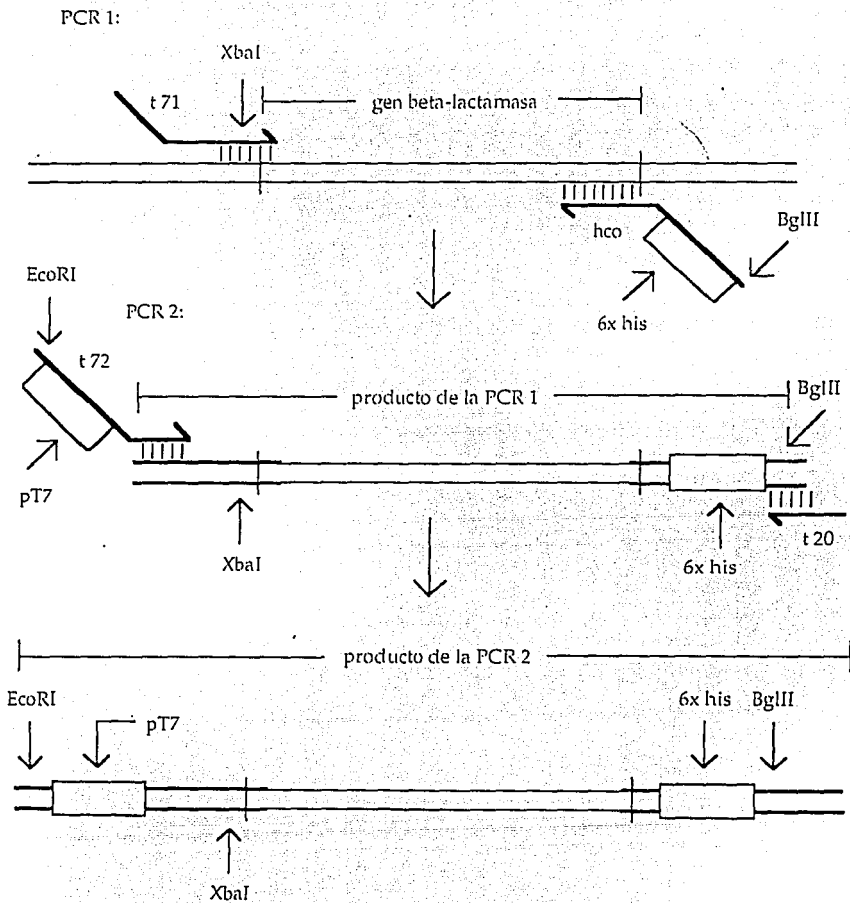 PCR 1:
XbaI
t 71
gen beta-lactamasa
hco
BglII
6x his
EcoRI
PCR 2:
t 72
producto de la PCR 1
BglII
pT7
XbaI
6x his
t 20
producto de la PCR 2
EcoRI
pT7
6x his
BglII
XbaI